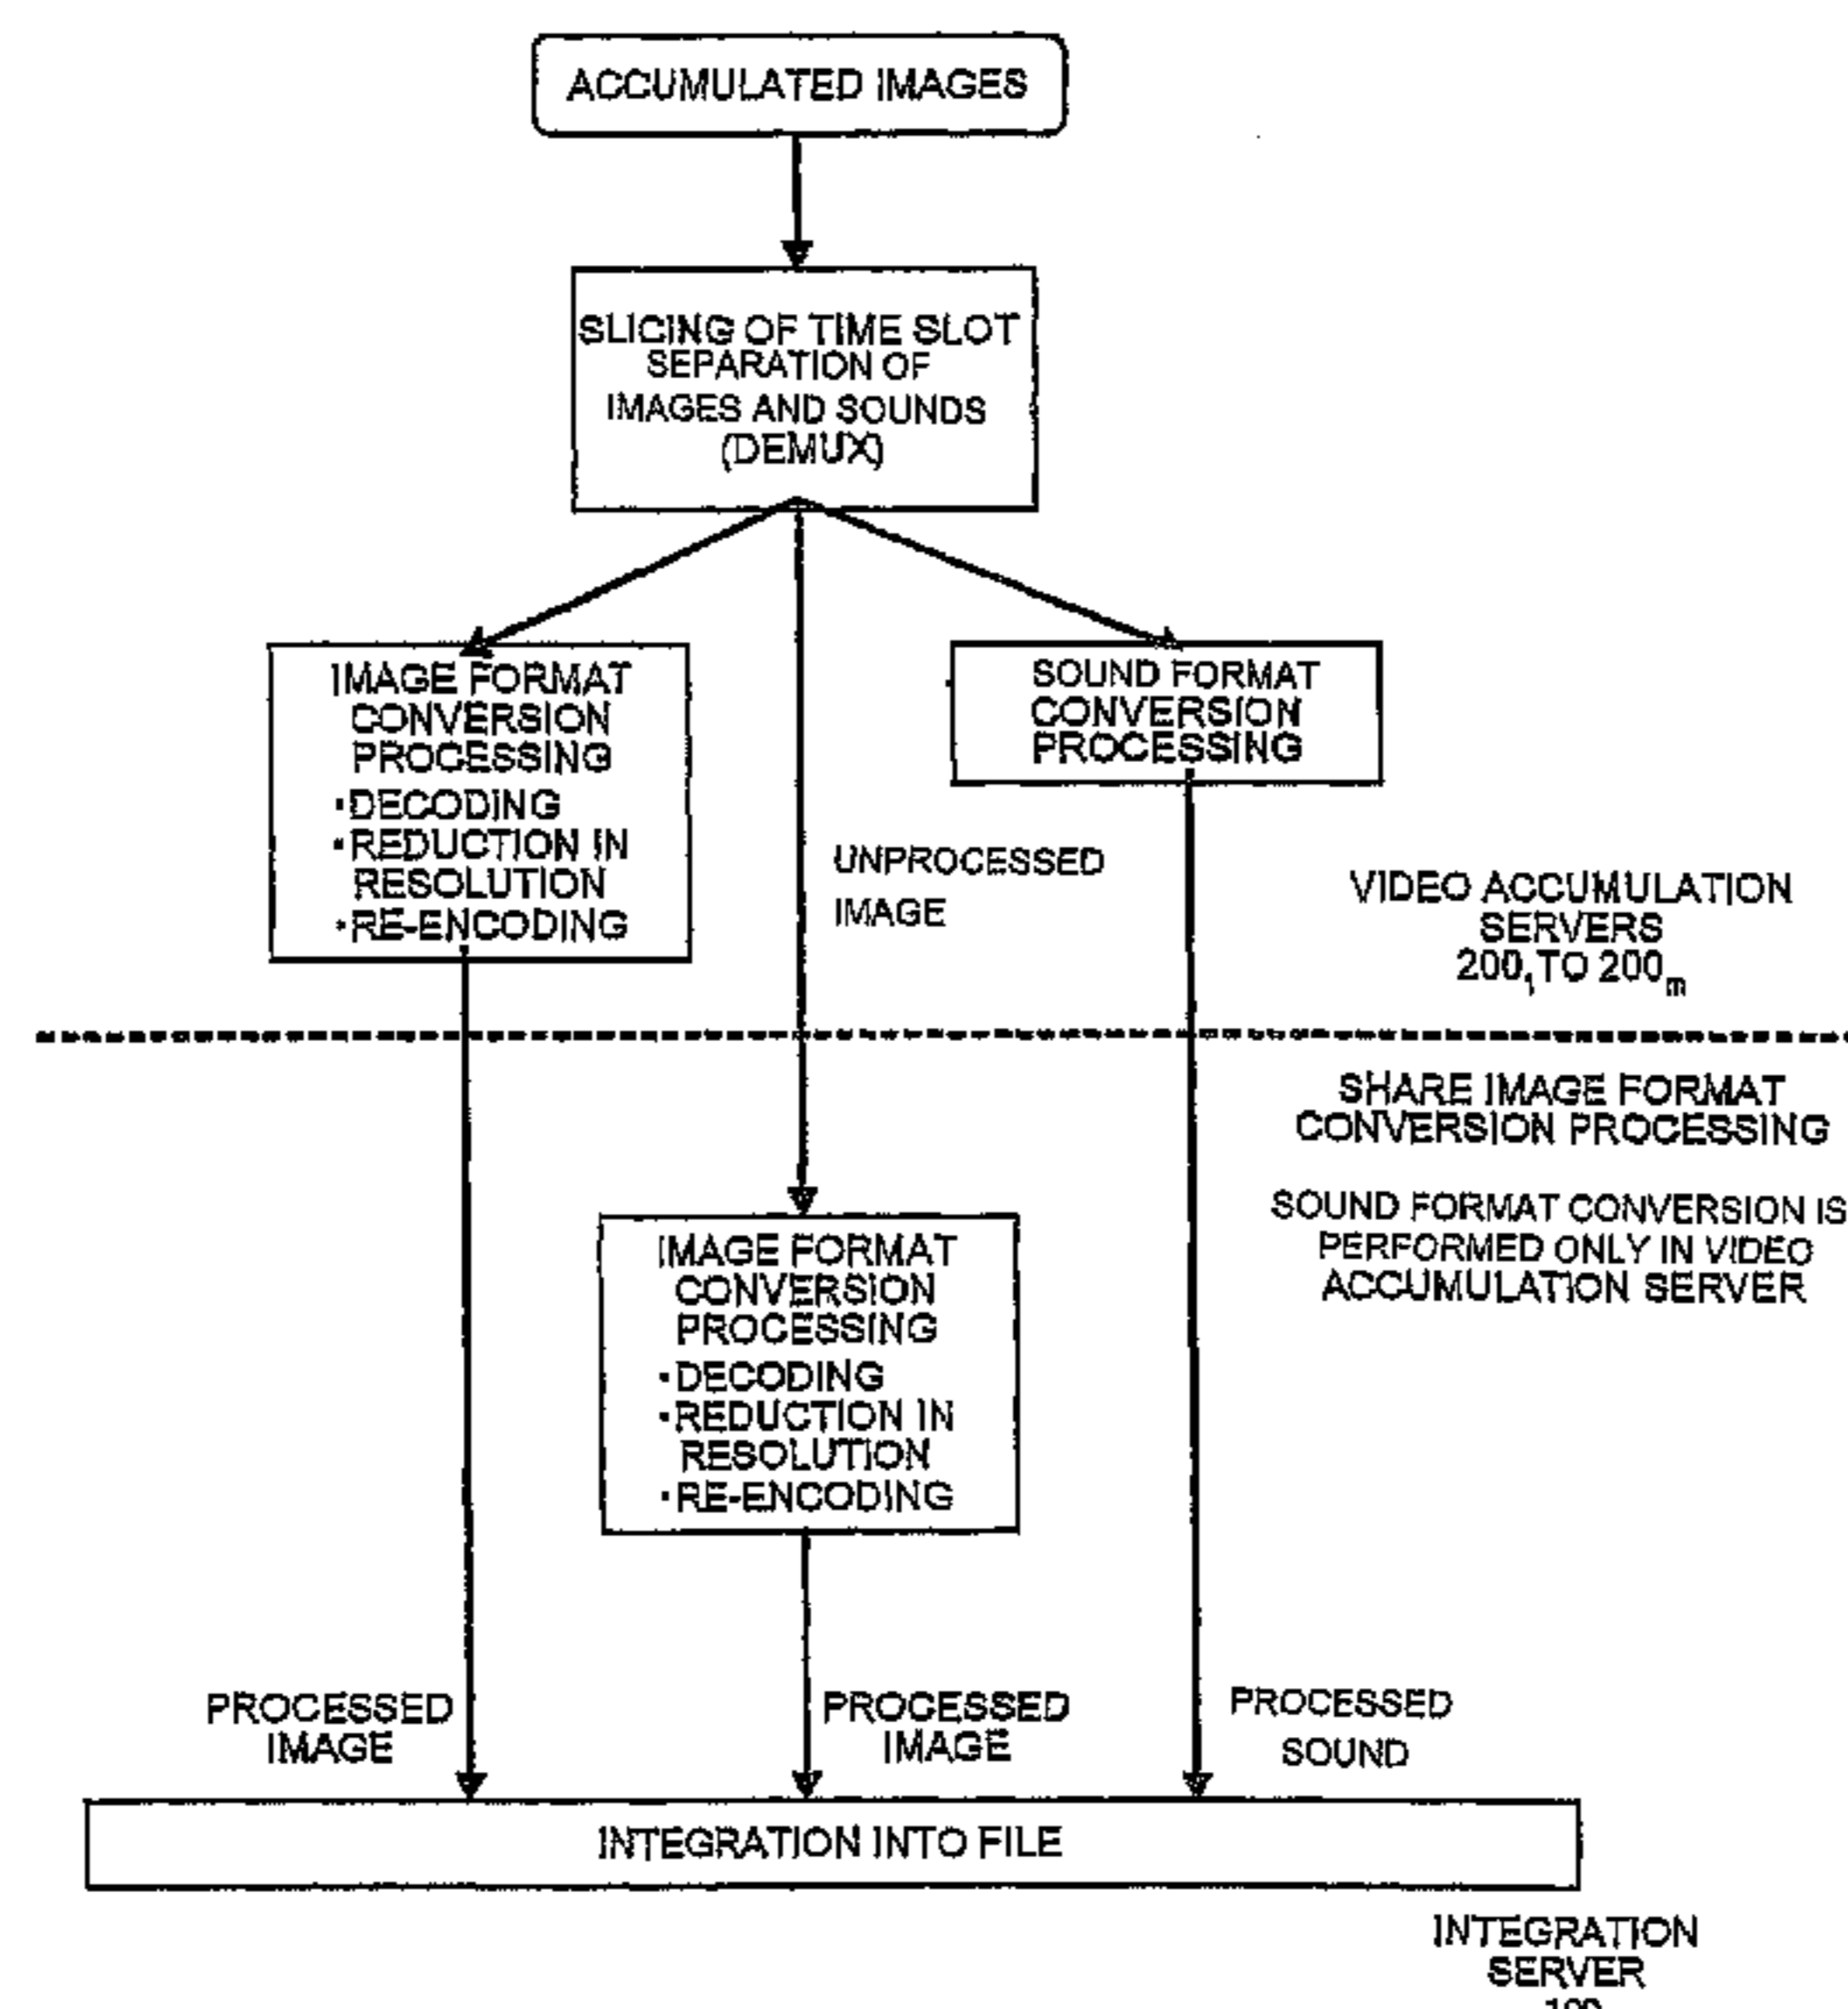 ACCUMULATED IMAGES
SLICING OF TIME SLOT
SEPARATION OF
IMAGES AND SOUNDS
(DEMUX)
IMAGE FORMAT
CONVERSION
PROCESSING
・DECODING
・REDUCTION IN
RESOLUTION
・RE-ENCODING
SOUND FORMAT
CONVERSION
PROCESSING
UNPROCESSED
IMAGE
VIDEO ACCUMULATION
SERVERS
200₁ TO 200ₘ
SHARE IMAGE FORMAT
CONVERSION PROCESSING
SOUND FORMAT CONVERSION IS
PERFORMED ONLY IN VIDEO
ACCUMULATION SERVER
IMAGE FORMAT
CONVERSION
PROCESSING
・DECODING
・REDUCTION IN
RESOLUTION
・RE-ENCODING
PROCESSED
IMAGE
PROCESSED
IMAGE
PROCESSED
SOUND
INTEGRATION INTO FILE
INTEGRATION
SERVER